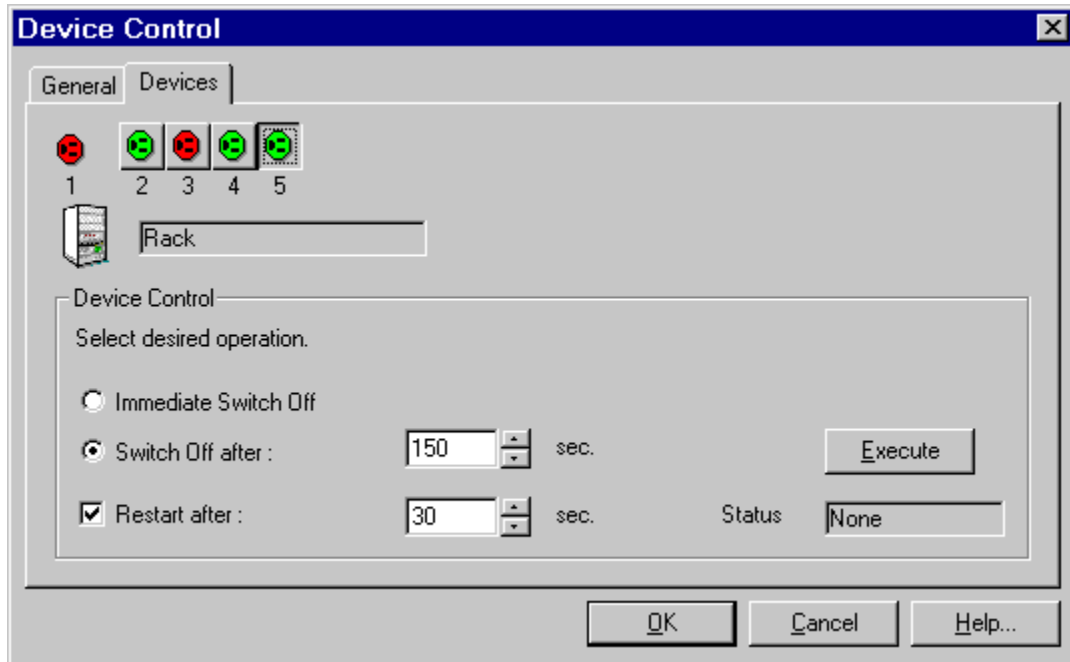 Device Control
General Devices
1 2 3 4 5
Rack
Device Control
Select desired operation.
Immediate Switch Off
Switch Off after : 150 sec. Execute
Restart after : 30 sec. Status None
OK Cancel Help...